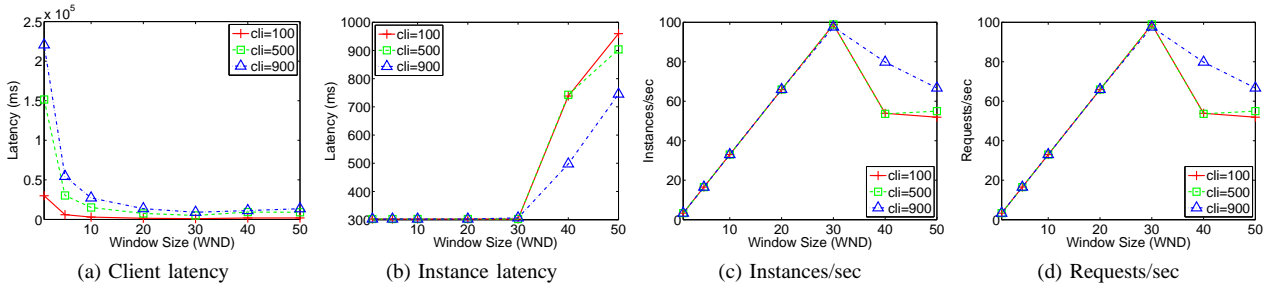 x 10^5
2.5
2
1.5
1
0.5
0
Latency (ms)
cli=100
cli=500
cli=900
10 20 30 40 50
Window Size (WND)
(a) Client latency
1000
900
800
700
600
500
400
300
Latency (ms)
cli=100
cli=500
cli=900
10 20 30 40 50
Window Size (WND)
(b) Instance latency
100
80
60
40
20
0
Instances/sec
cli=100
cli=500
cli=900
10 20 30 40 50
Window Size (WND)
(c) Instances/sec
100
80
60
40
20
0
Requests/sec
cli=100
cli=500
cli=900
10 20 30 40 50
Window Size (WND)
(d) Requests/sec